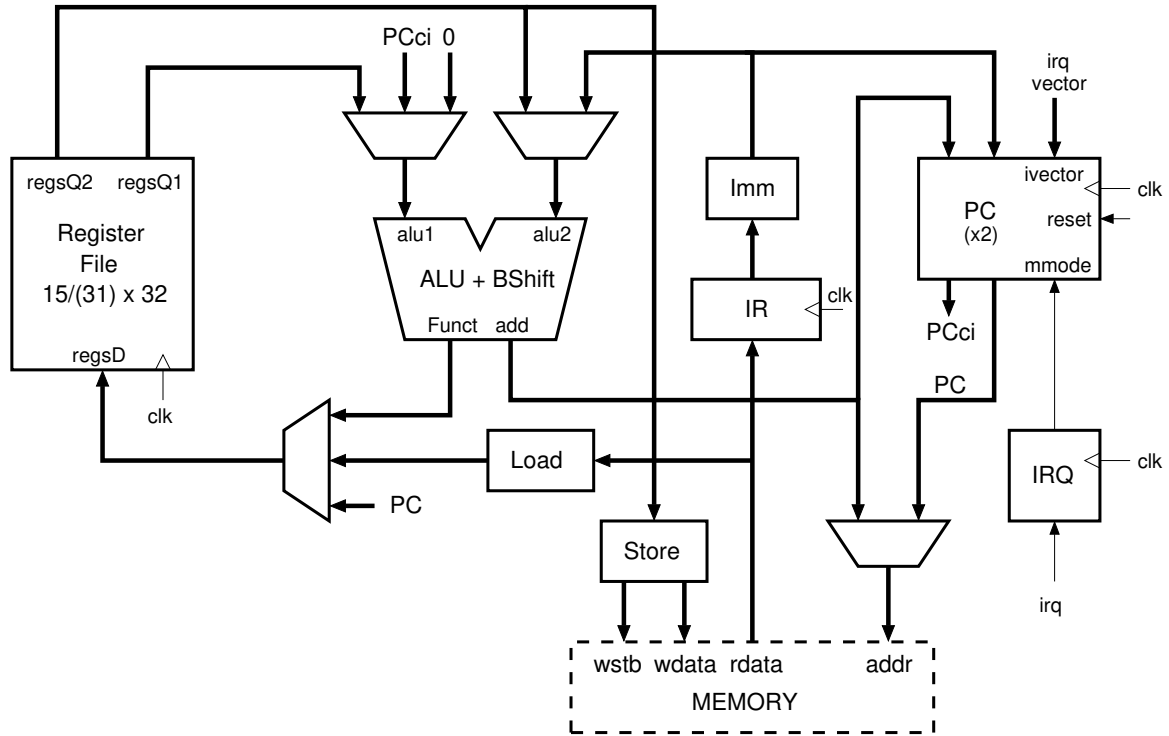 PCci 0
irq
vector
regsQ2 regsQ1
Register
File
15/(31) x 32
regsD
clk
alu1 alu2
ALU + BShift
Funct add
Imm
IR
clk
ivector
PC
(x2)
clk
reset
mmode
PCci
PC
Load
PC
IRQ
clk
irq
Store
wstb wdata rdata addr
MEMORY